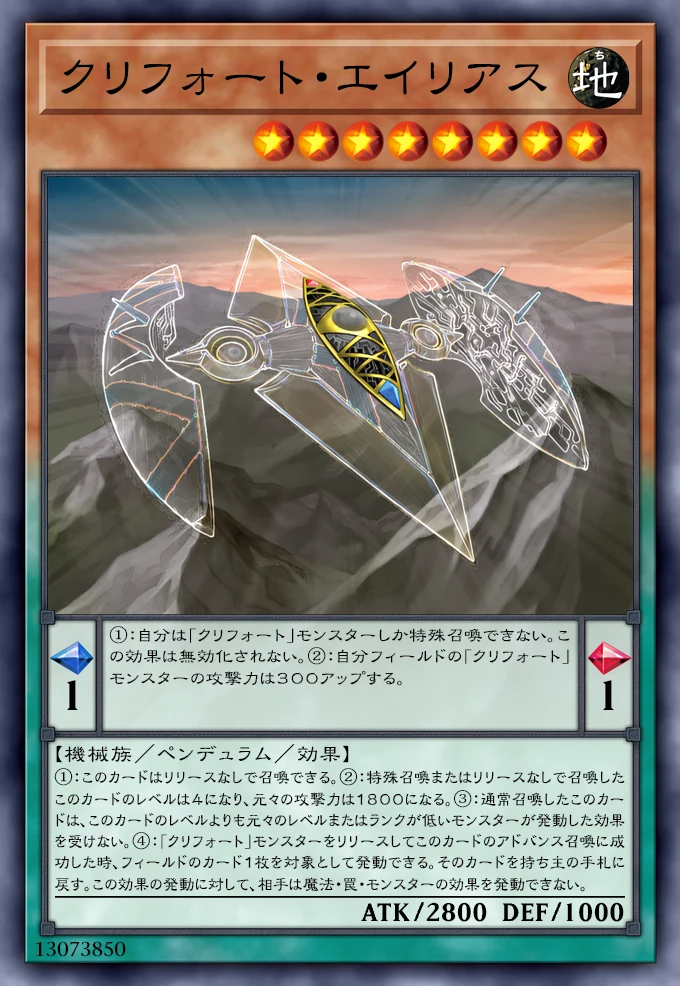 クリフォート・エイリアス
地
ち
①：自分は「クリフォート」モンスターしか特殊召喚できない。こ
の効果は無効化されない。②：自分フィールドの「クリフォート」
モンスターの攻撃力は３００アップする。
1
1
【機械族／ペンデュラム／効果】
①：このカードはリリースなしで召喚できる。②：特殊召喚またはリリースなしで召喚した
このカードのレベルは４になり、元々の攻撃力は１８００になる。③：通常召喚したこのカー
ドは、このカードのレベルよりも元々のレベルまたはランクが低いモンスターが発動した効果
を受けない。④：「クリフォート」モンスターをリリースしてこのカードのアドバンス召喚に成
功した時、フィールドのカード１枚を対象として発動できる。そのカードを持ち主の手札に
戻す。この効果の発動に対して、相手は魔法・罠・モンスターの効果を発動できない。
ATK/2800 DEF/1000
13073850